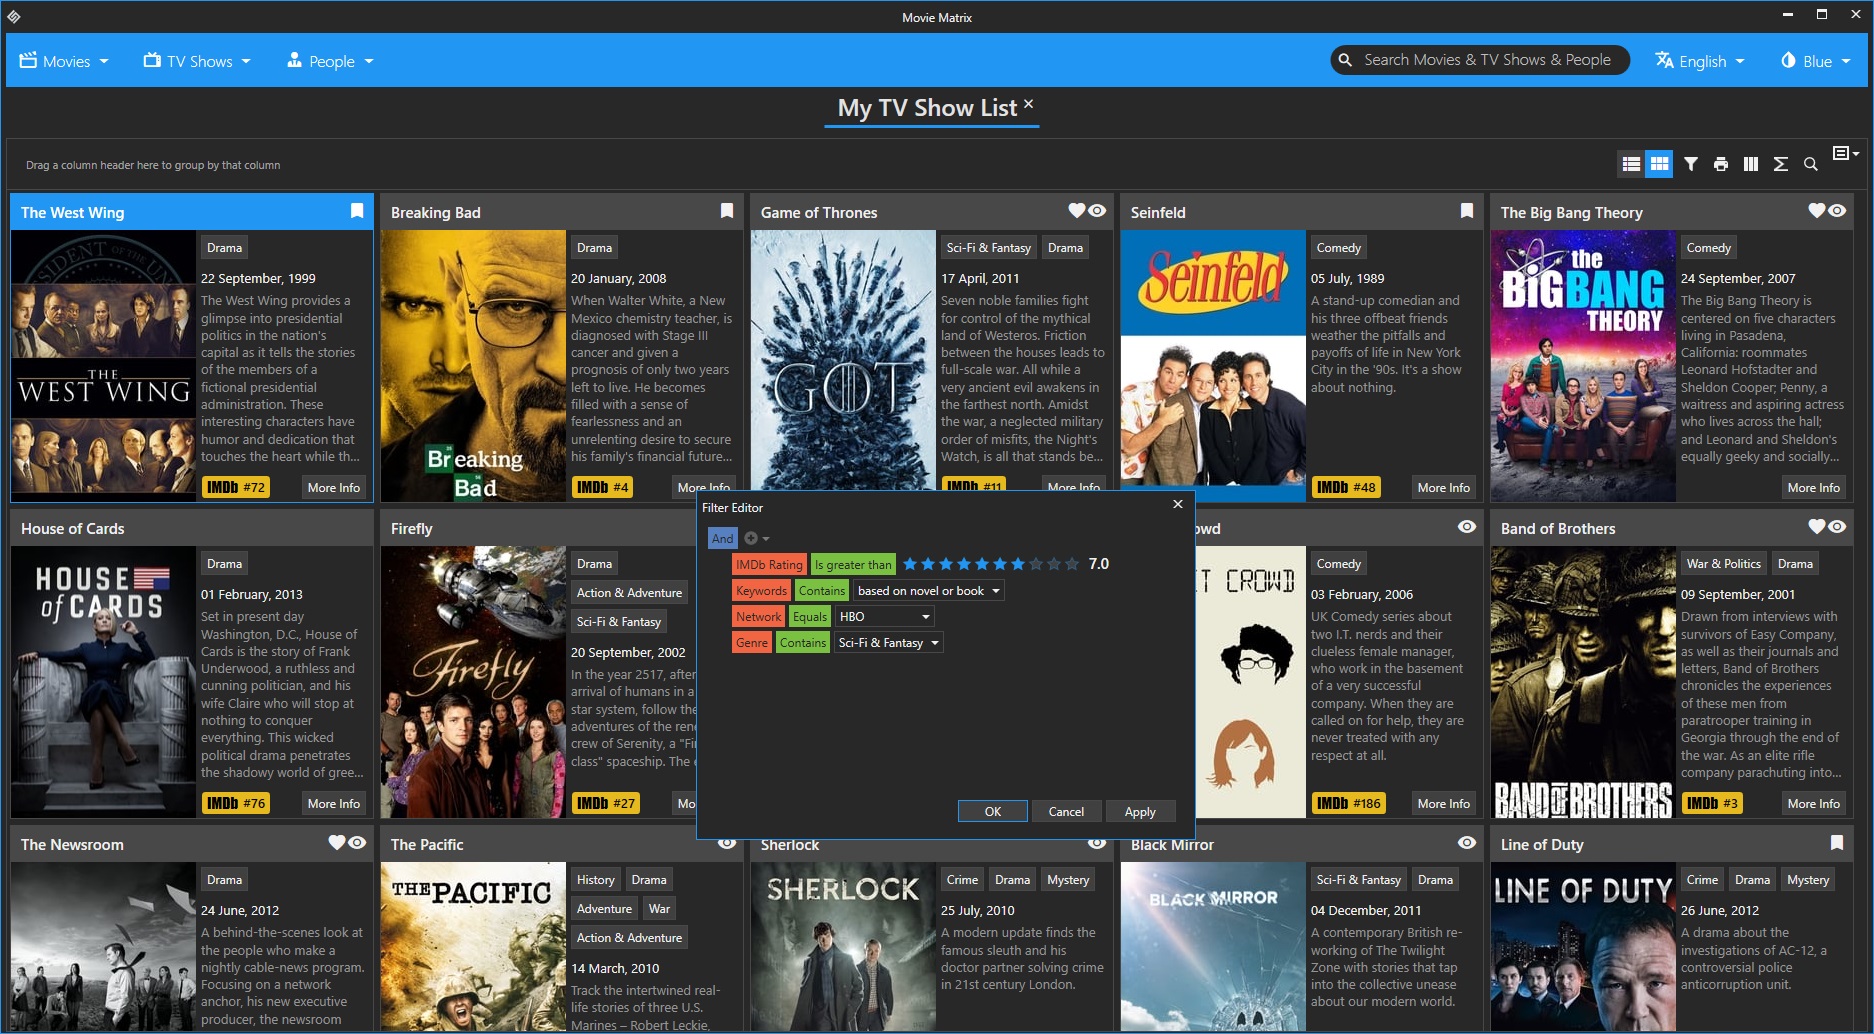 Movie Matrix
Movies
TV Shows
People
Search Movies & TV Shows & People
English
Blue
My TV Show List
Drag a column header here to group by that column
The West Wing
THE
WEST WING
Drama
22 September, 1999
The West Wing provides a
glimpse into presidential
politics in the nation's
capital as it tells the stories
of the members of a
fictional presidential
administration. These
interesting characters have
humor and dedication that
touches the heart while th...
IMDb #72
More Info
Breaking Bad
Breaking
Bad
Drama
20 January, 2008
When Walter White, a New
Mexico chemistry teacher, is
diagnosed with Stage III
cancer and given a
prognosis of only two years
left to live. He becomes
filled with a sense of
fearlessness and an
unrelenting desire to secure
his family's financial future...
IMDb #4
More Info
Game of Thrones
GOT
Sci-Fi & Fantasy
Drama
17 April, 2011
Seven noble families fight
for control of the mythical
land of Westeros. Friction
between the houses leads to
full-scale war. All while a
very ancient evil awakens in
the farthest north. Amidst
the war, a neglected military
order of misfits, the Night's
Watch, is all that stands be...
IMDb #11
More Info
Seinfeld
Seinfeld
Comedy
05 July, 1989
A stand-up comedian and
his three offbeat friends
weather the pitfalls and
payoffs of life in New York
City in the '90s. It's a show
about nothing.
IMDb #48
More Info
The Big Bang Theory
the
BIG BANG
THEORY
Comedy
24 September, 2007
The Big Bang Theory is
centered on five characters
living in Pasadena,
California: roommates
Leonard Hofstadter and
Sheldon Cooper; Penny, a
waitress and aspiring actress
who lives across the hall;
and Leonard and Sheldon's
equally geeky and socially...
More Info
House of Cards
HOUSE
of CARDS
Drama
01 February, 2013
Set in present day
Washington, D.C., House of
Cards is the story of Frank
Underwood, a ruthless and
cunning politician, and his
wife Claire who will stop at
nothing to conquer
everything. This wicked
political drama penetrates
the shadowy world of gree...
IMDb #76
More Info
Firefly
Firefly
Drama
Action & Adventure
Sci-Fi & Fantasy
20 September, 2002
In the year 2517, after
arrival of humans in a
star system, follow the
adventures of the ren
crew of Serenity, a "Fi
class" spaceship. The
IMDb #27
Mo
Filter Editor
And
IMDb Rating Is greater than 7.0
Keywords Contains based on novel or book
Network Equals HBO
Genre Contains Sci-Fi & Fantasy
OK
Cancel
Apply
owd
T CROWD
Comedy
03 February, 2006
UK Comedy series about
two I.T. nerds and their
clueless female manager,
who work in the basement
of a very successful
company. When they are
called on for help, they are
never treated with any
respect at all.
IMDb #186
More Info
Band of Brothers
BAND OF BROTHERS
War & Politics
Drama
09 September, 2001
Drawn from interviews with
survivors of Easy Company,
as well as their journals and
letters, Band of Brothers
chronicles the experiences
of these men from
paratrooper training in
Georgia through the end of
the war. As an elite rifle
company parachuting into...
IMDb #3
More Info
The Newsroom
Drama
24 June, 2012
A behind-the-scenes look at
the people who make a
nightly cable-news program.
Focusing on a network
anchor, his new executive
producer, the newsroom
The Pacific
THE PACIFIC
History
Drama
Adventure
War
Action & Adventure
14 March, 2010
Track the intertwined real-
life stories of three U.S.
Marines – Robert Leckie,
Sherlock
SHERLOCK
Crime
Drama
Mystery
25 July, 2010
A modern update finds the
famous sleuth and his
doctor partner solving crime
in 21st century London.
Black Mirror
BLACK MIRROR
Sci-Fi & Fantasy
Drama
04 December, 2011
A contemporary British re-
working of The Twilight
Zone with stories that tap
into the collective unease
about our modern world.
Line of Duty
LINE OF DUTY
Crime
Drama
Mystery
26 June, 2012
A drama about the
investigations of AC-12, a
controversial police
anticorruption unit.